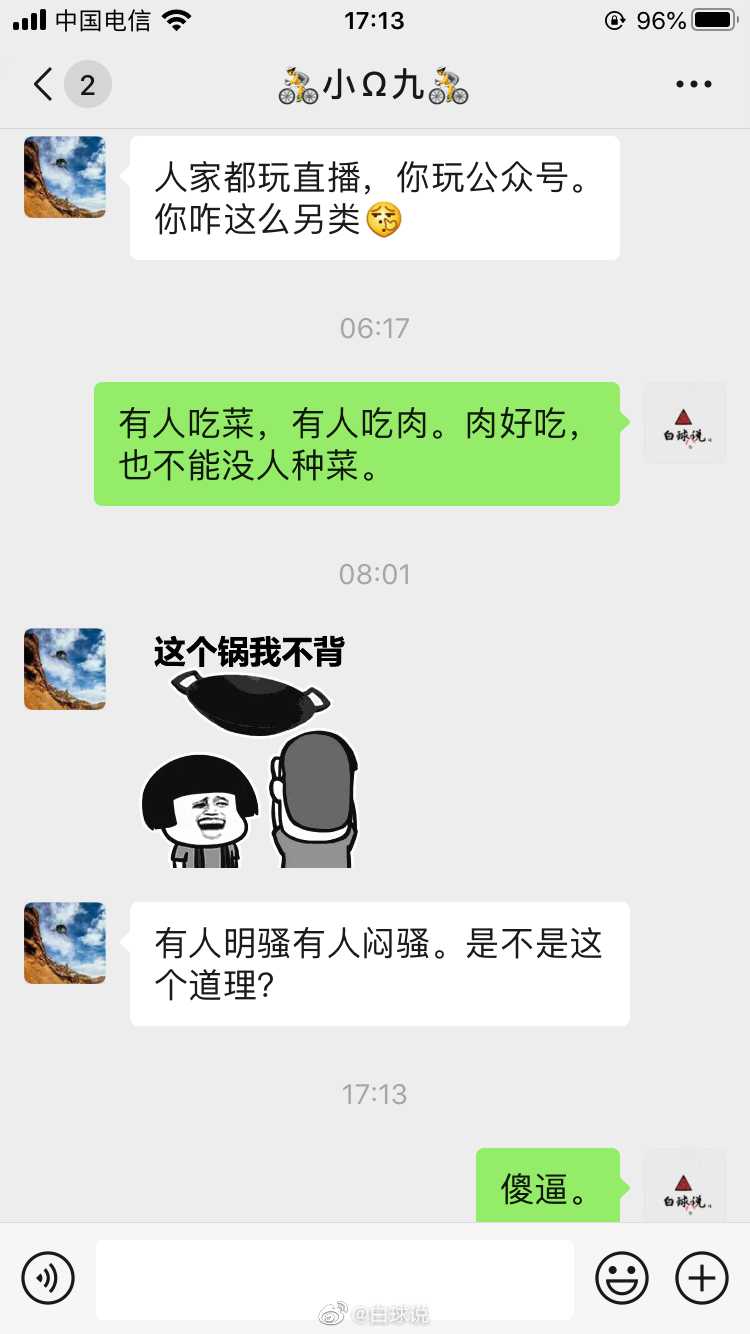 中国电信 17:13 96%
2 小Ω九
人家都玩直播，你玩公众号。
你咋这么另类
06:17
有人吃菜，有人吃肉。肉好吃，
也不能没人种菜。
白球说
08:01
这个锅我不背
有人明骚有人闷骚。是不是这
个道理?
17:13
傻逼。
白球说
@白球说